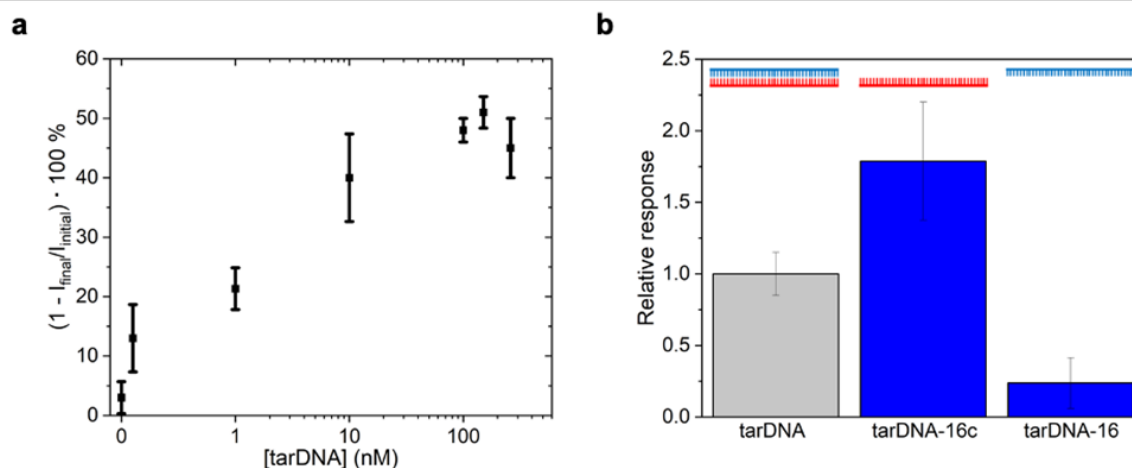 a
60
50
40
30
20
10
0
(1 - I_final/I_initial) · 100 %
0 1 10 100
[tarDNA] (nM)
b
2.5
2.0
1.5
1.0
0.5
0.0
Relative response
tarDNA tarDNA-16c tarDNA-16